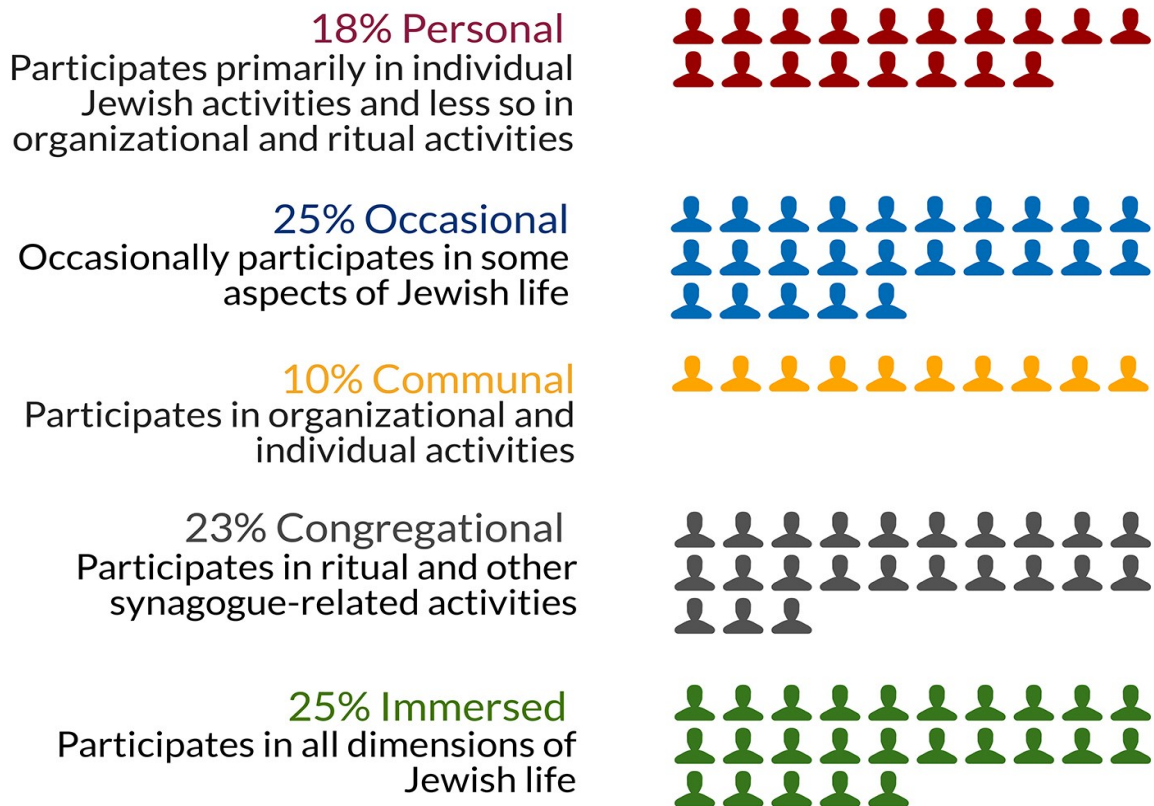 18% Personal
Participates primarily in individual
Jewish activities and less so in
organizational and ritual activities
25% Occasional
Occasionally participates in some
aspects of Jewish life
10% Communal
Participates in organizational and
individual activities
23% Congregational
Participates in ritual and other
synagogue-related activities
25% Immersed
Participates in all dimensions of
Jewish life